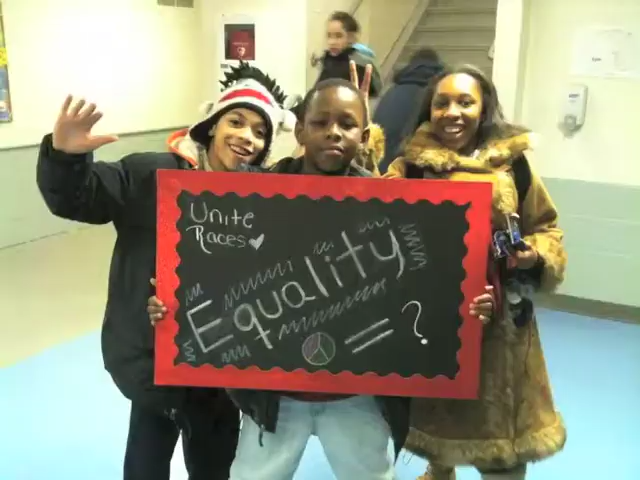 Unite
Races
Equality
= ?